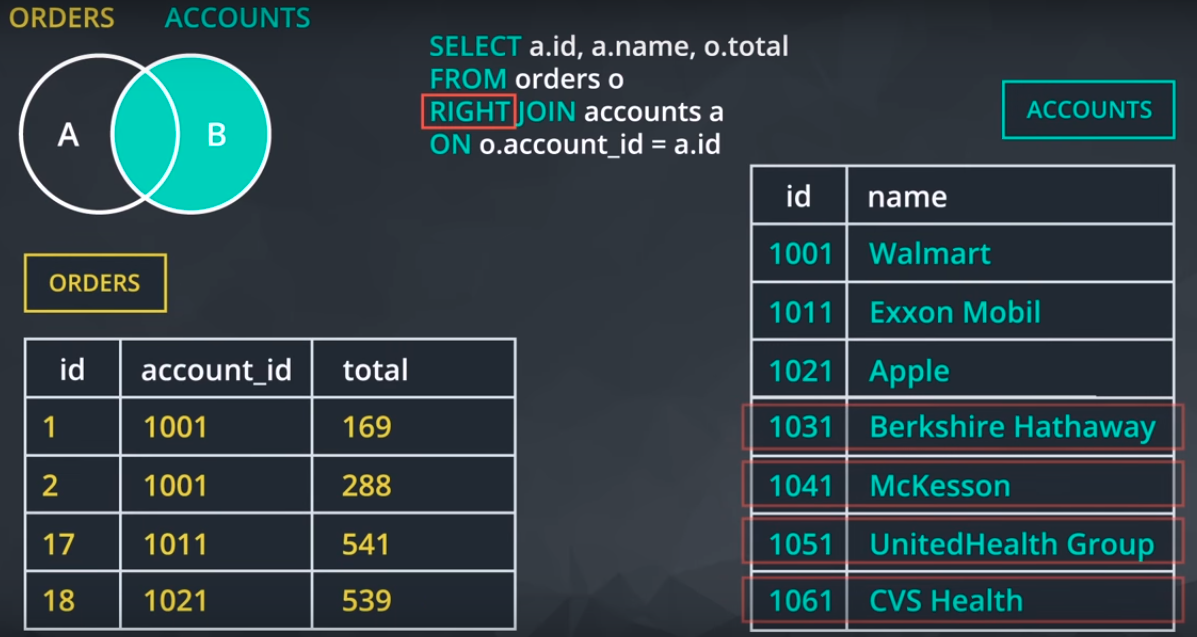 ORDERS ACCOUNTS
A B
SELECT a.id, a.name, o.total
FROM orders o
RIGHT JOIN accounts a
ON o.account_id = a.id
ORDERS
id account_id total
1 1001 169
2 1001 288
17 1011 541
18 1021 539
ACCOUNTS
id name
1001 Walmart
1011 Exxon Mobil
1021 Apple
1031 Berkshire Hathaway
1041 McKesson
1051 UnitedHealth Group
1061 CVS Health